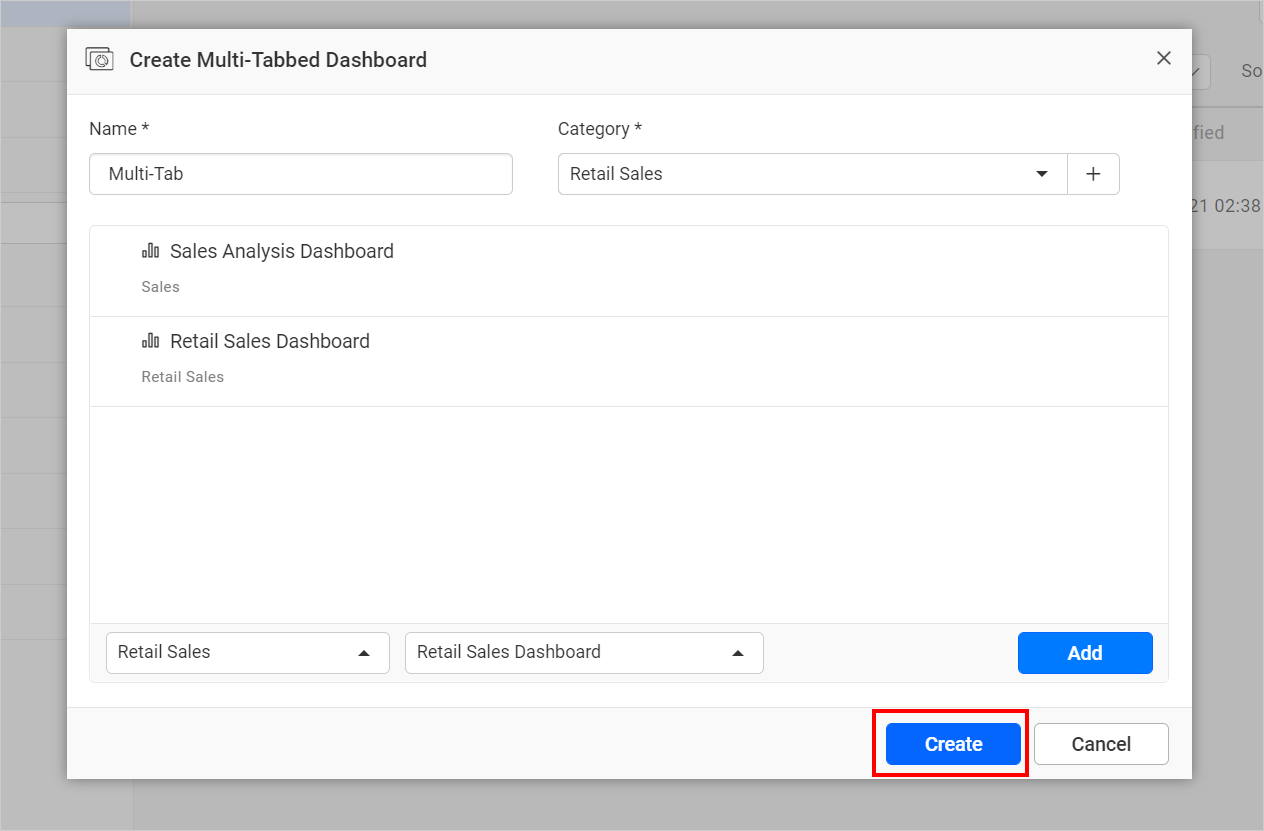 Create Multi-Tabbed Dashboard
So
Name *
Category *
fied
Multi-Tab
Retail Sales
+
21 02:38
Sales Analysis Dashboard
Sales
Retail Sales Dashboard
Retail Sales
Retail Sales
Retail Sales Dashboard
Add
Create
Cancel